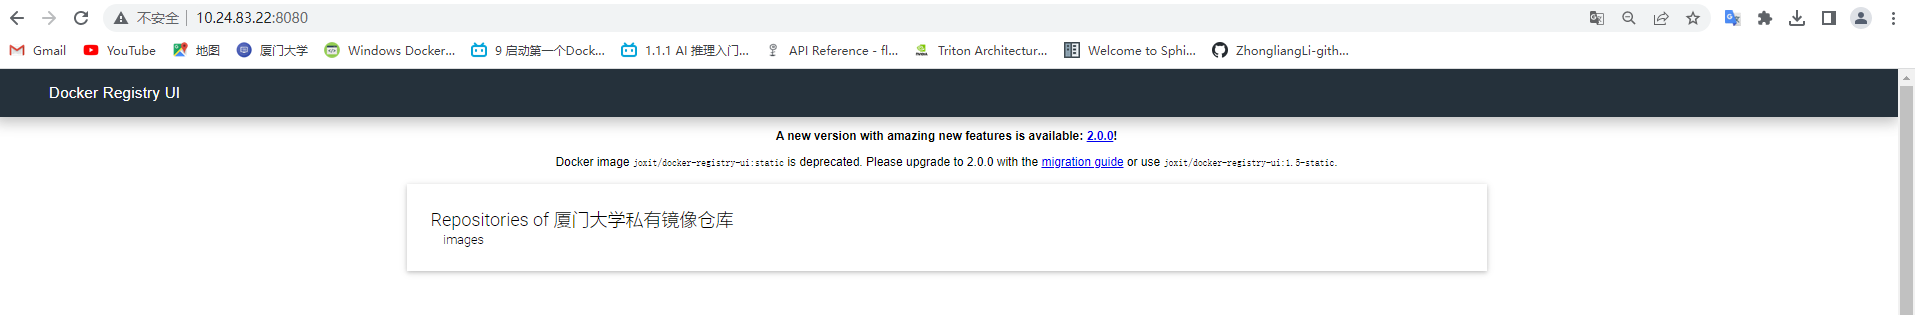 不安全 | 10.24.83.22:8080
Gmail YouTube 地图 厦门大学 Windows Docker... 9 启动第一个Dock... 1.1.1 AI 推理入门... API Reference - fl... Triton Architectur... Welcome to Sphi... ZhongliangLi-gith...
Docker Registry UI
A new version with amazing new features is available: 2.0.0!
Docker image joxit/docker-registry-ui:static is deprecated. Please upgrade to 2.0.0 with the migration guide or use joxit/docker-registry-ui:1.5-static.
Repositories of 厦门大学私有镜像仓库
images